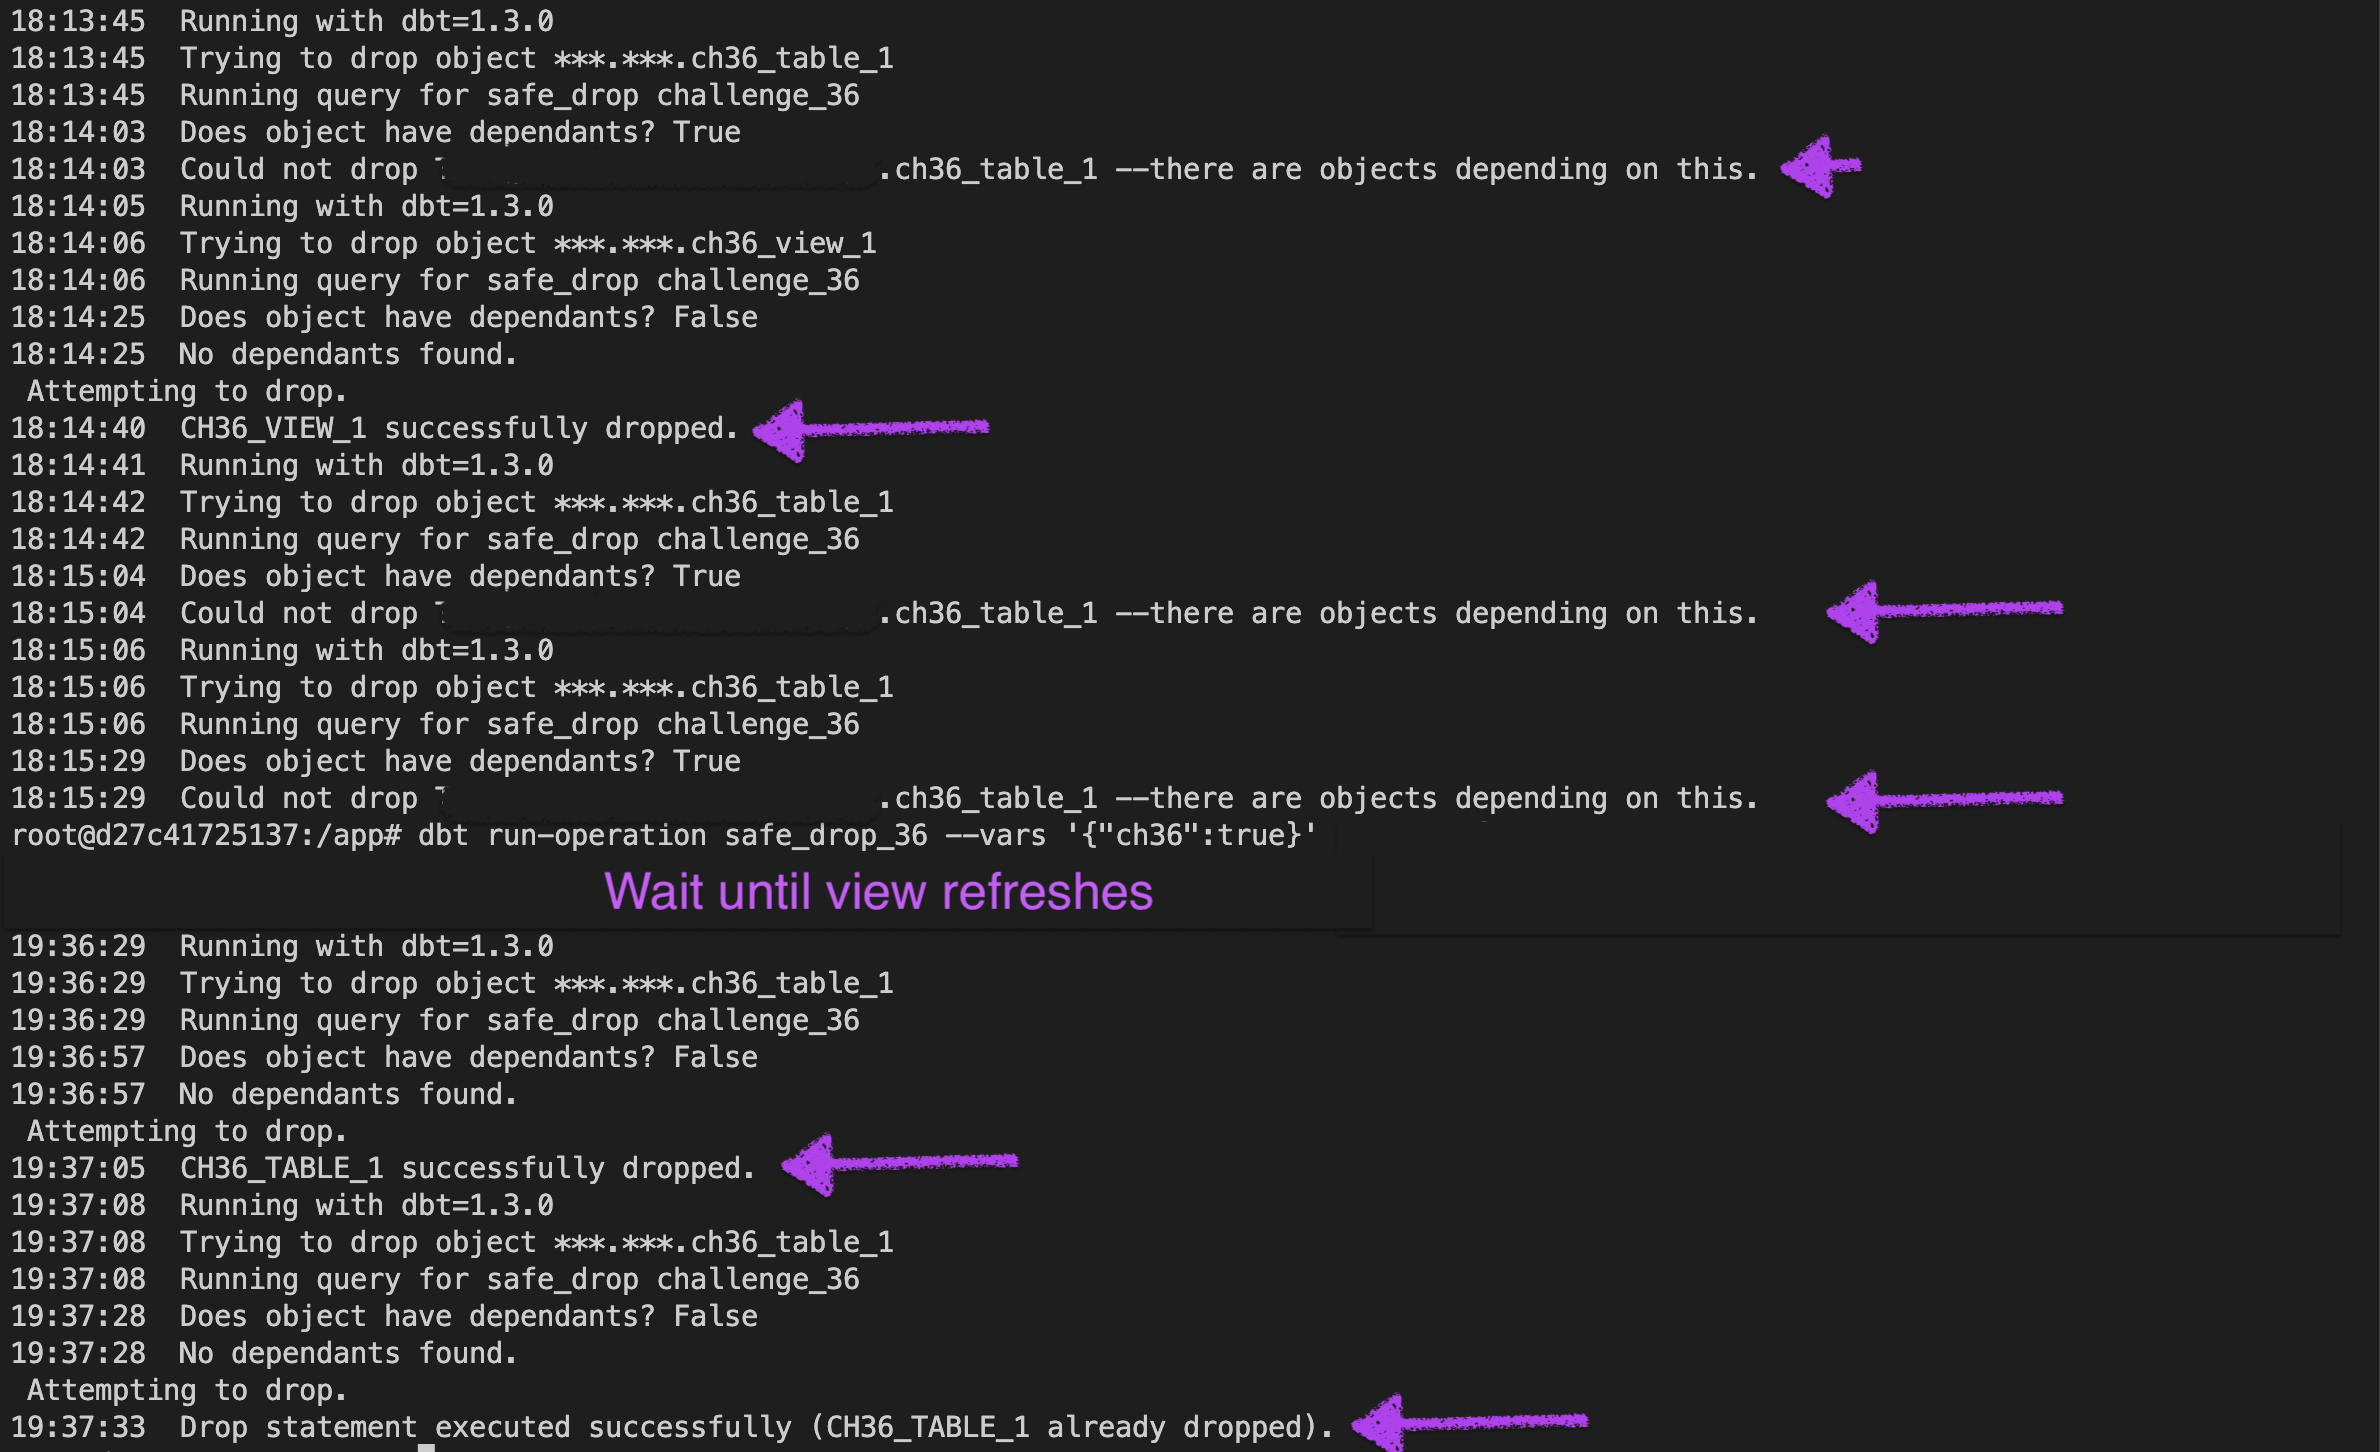 18:13:45  Running with dbt=1.3.0
18:13:45  Trying to drop object ***.***.ch36_table_1
18:13:45  Running query for safe_drop challenge_36
18:14:03  Does object have dependants? True
18:14:03  Could not drop .ch36_table_1 --there are objects depending on this.
18:14:05  Running with dbt=1.3.0
18:14:06  Trying to drop object ***.***.ch36_view_1
18:14:06  Running query for safe_drop challenge_36
18:14:25  Does object have dependants? False
18:14:25  No dependants found.
 Attempting to drop.
18:14:40  CH36_VIEW_1 successfully dropped.
18:14:41  Running with dbt=1.3.0
18:14:42  Trying to drop object ***.***.ch36_table_1
18:14:42  Running query for safe_drop challenge_36
18:15:04  Does object have dependants? True
18:15:04  Could not drop .ch36_table_1 --there are objects depending on this.
18:15:06  Running with dbt=1.3.0
18:15:06  Trying to drop object ***.***.ch36_table_1
18:15:06  Running query for safe_drop challenge_36
18:15:29  Does object have dependants? True
18:15:29  Could not drop .ch36_table_1 --there are objects depending on this.
root@d27c41725137:/app# dbt run-operation safe_drop_36 --vars '{"ch36":true}'
Wait until view refreshes
19:36:29  Running with dbt=1.3.0
19:36:29  Trying to drop object ***.***.ch36_table_1
19:36:29  Running query for safe_drop challenge_36
19:36:57  Does object have dependants? False
19:36:57  No dependants found.
 Attempting to drop.
19:37:05  CH36_TABLE_1 successfully dropped.
19:37:08  Running with dbt=1.3.0
19:37:08  Trying to drop object ***.***.ch36_table_1
19:37:08  Running query for safe_drop challenge_36
19:37:28  Does object have dependants? False
19:37:28  No dependants found.
 Attempting to drop.
19:37:33  Drop statement executed successfully (CH36_TABLE_1 already dropped).